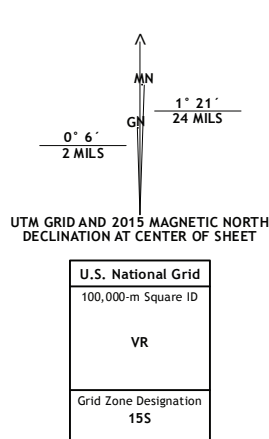 MN
1° 21´
24 MILS
GN
0° 6´
2 MILS
UTM GRID AND 2015 MAGNETIC NORTH
DECLINATION AT CENTER OF SHEET
U.S. National Grid
100,000-m Square ID
VR
Grid Zone Designation
15S